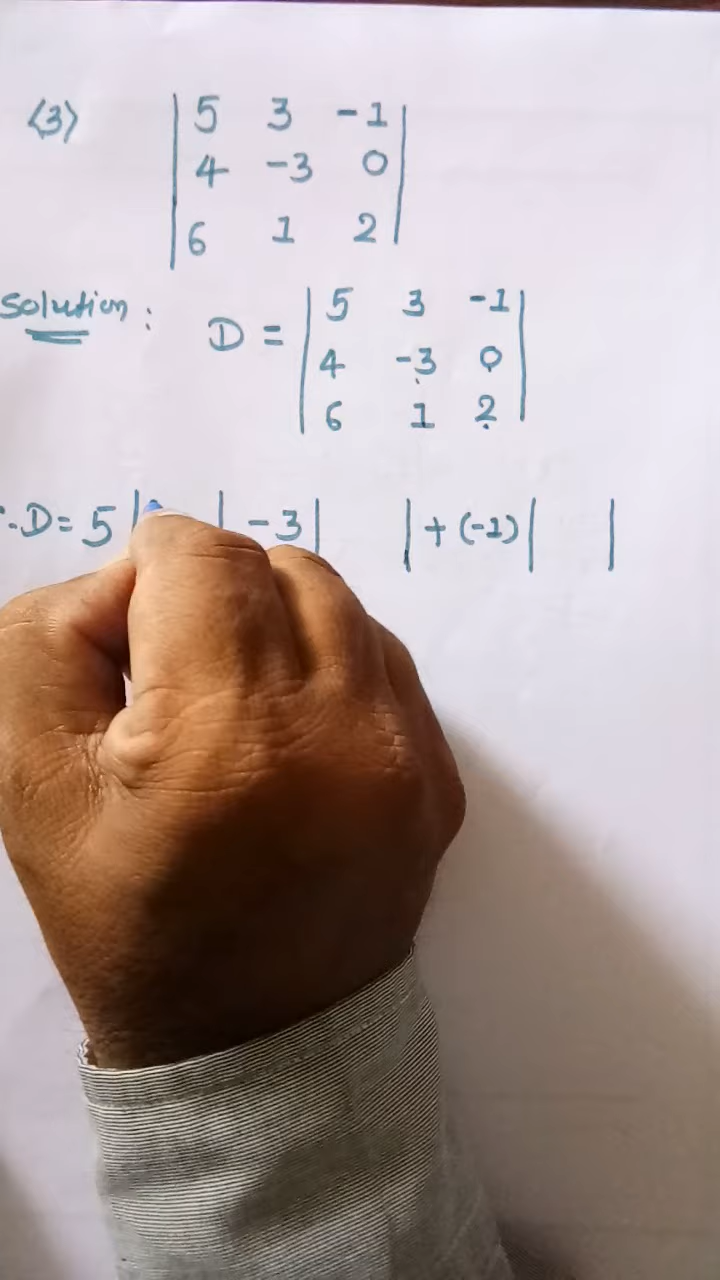 (3) | 5 3 -1 |
| 4 -3 0 |
| 6 1 2 |
Solution : D = | 5 3 -1 |
| 4 -3 0 |
| 6 1 2 |
D = 5 | | - 3 | | + (-1) | |